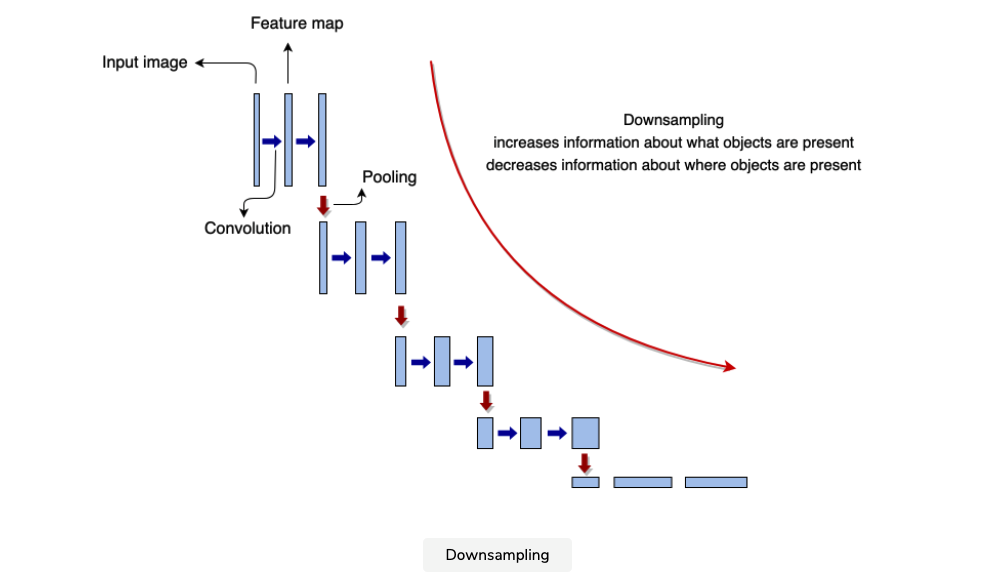 Feature map
Input image
Downsampling
increases information about what objects are present
decreases information about where objects are present
Pooling
Convolution
Downsampling